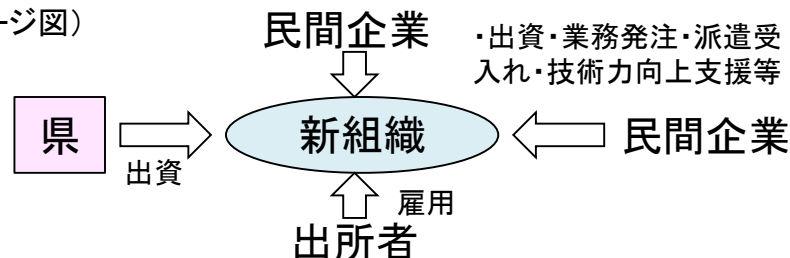 ージ図)
民間企業
・出資・業務発注・派遣受
入れ・技術力向上支援等
県
新組織
民間企業
出資
雇用
出所者